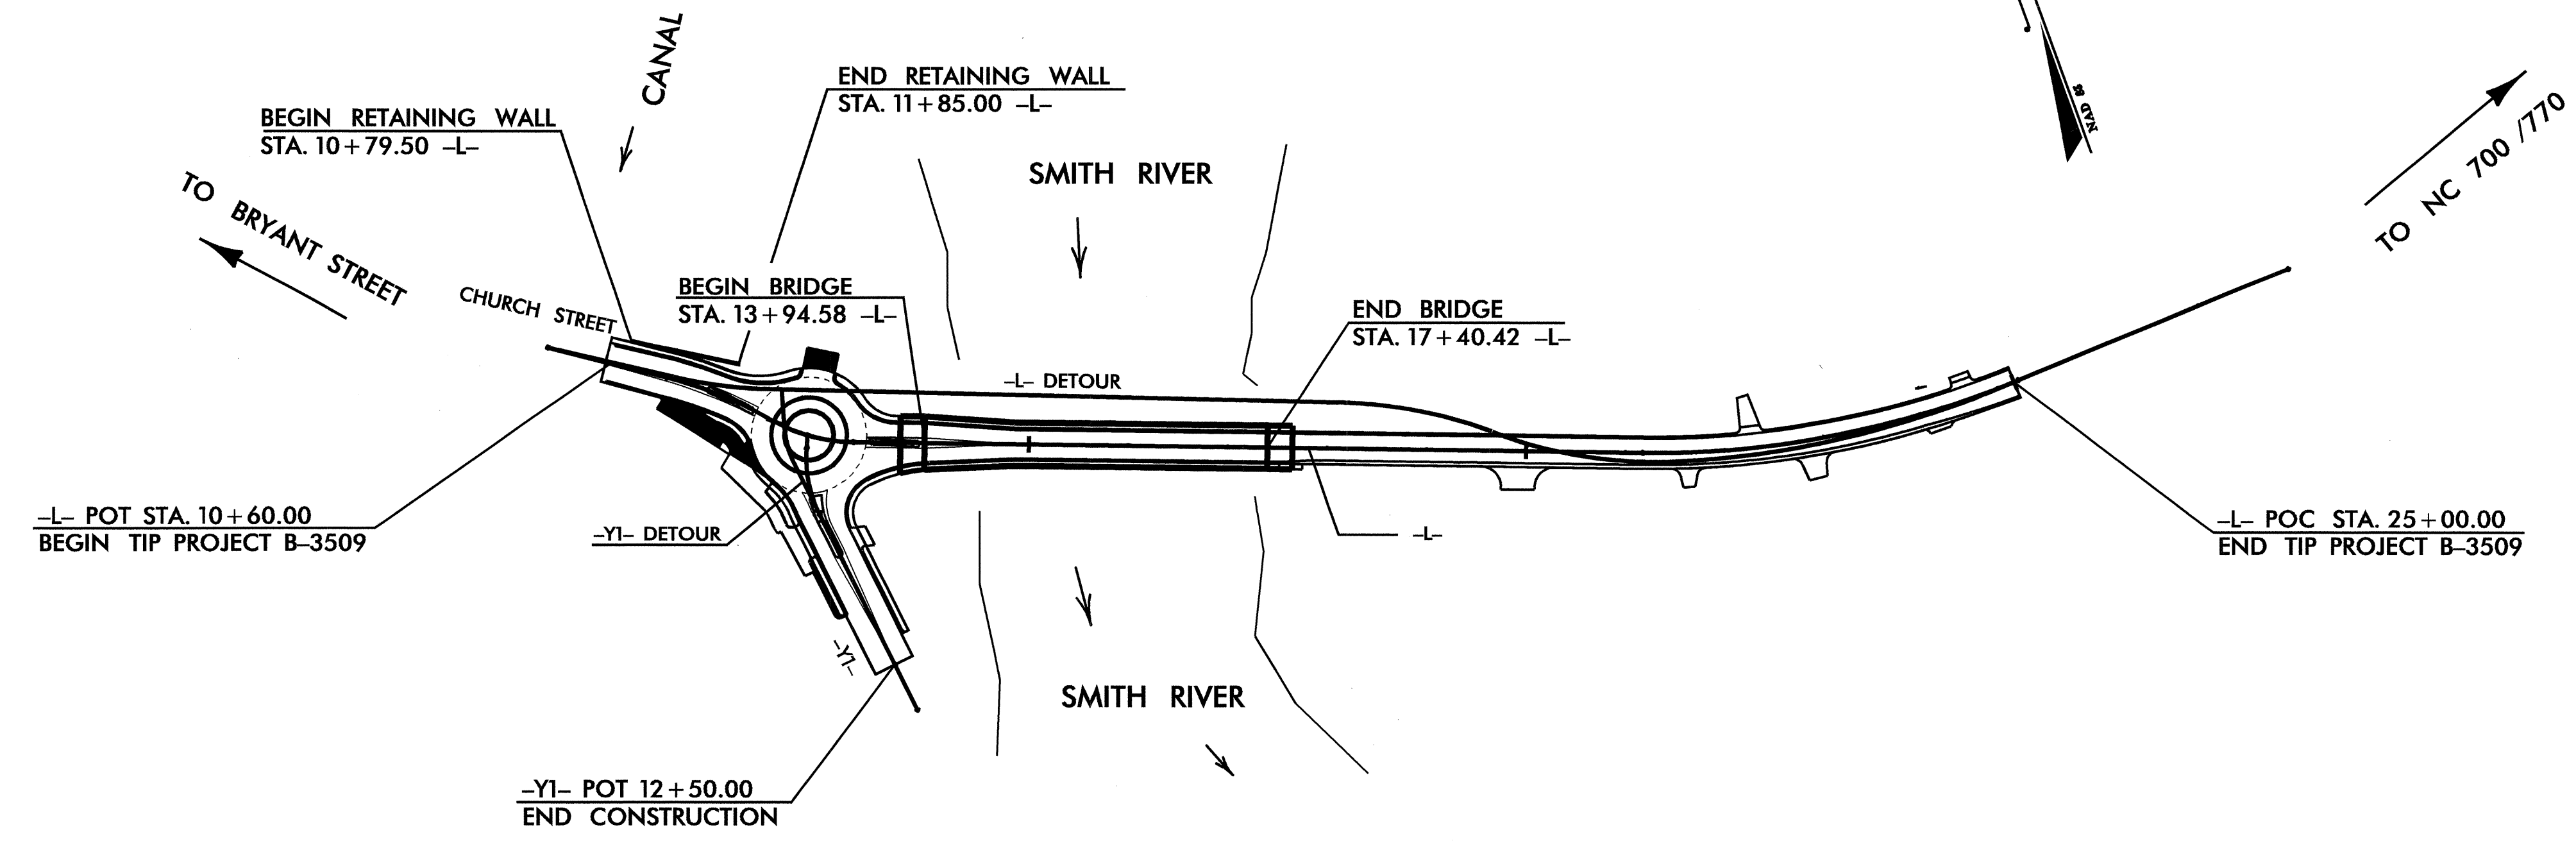 CANAL
END RETAINING WALL
STA. 11+85.00 -L-
BEGIN RETAINING WALL
STA. 10+79.50 -L-
NAD 83
TO NC 700 /770
SMITH RIVER
TO BRYANT STREET
CHURCH STREET
BEGIN BRIDGE
STA. 13+94.58 -L-
END BRIDGE
STA. 17+40.42 -L-
-L- DETOUR
-L- POT STA. 10+60.00
BEGIN TIP PROJECT B-3509
-Y1- DETOUR
-L-
-L- POC STA. 25+00.00
END TIP PROJECT B-3509
-Y1-
SMITH RIVER
-Y1- POT 12+50.00
END CONSTRUCTION